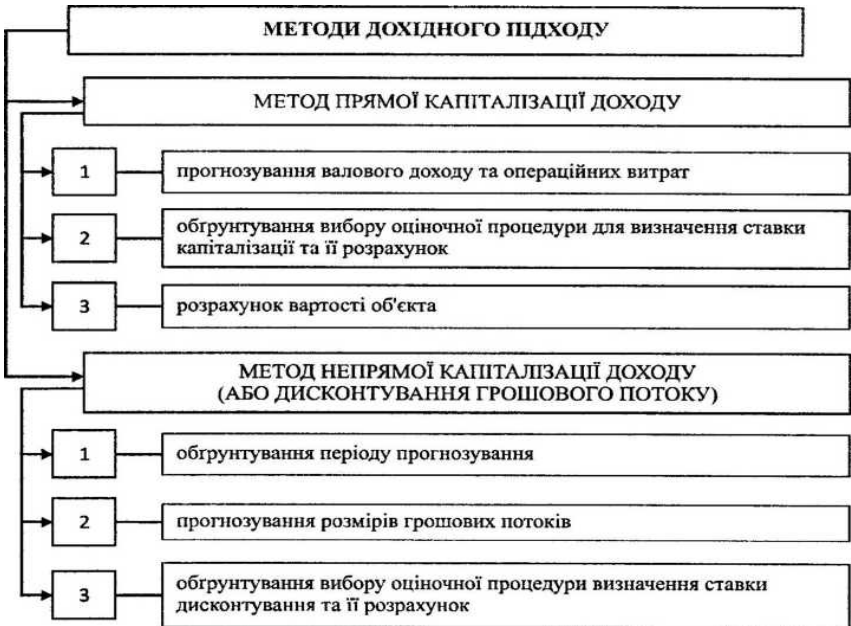 МЕТОДИ ДОХІДНОГО ПІДХОДУ
МЕТОД ПРЯМОЇ КАПІТАЛІЗАЦІЇ ДОХОДУ
1 прогнозування валового доходу та операційних витрат
2 обґрунтування вибору оціночної процедури для визначення ставки
капіталізації та її розрахунок
3 розрахунок вартості об'єкта
МЕТОД НЕПРЯМОЇ КАПІТАЛІЗАЦІЇ ДОХОДУ
(АБО ДИСКОНТУВАННЯ ГРОШОВОГО ПОТОКУ)
1 обґрунтування періоду прогнозування
2 прогнозування розмірів грошових потоків
3 обґрунтування вибору оціночної процедури визначення ставки
дисконтування та її розрахунок